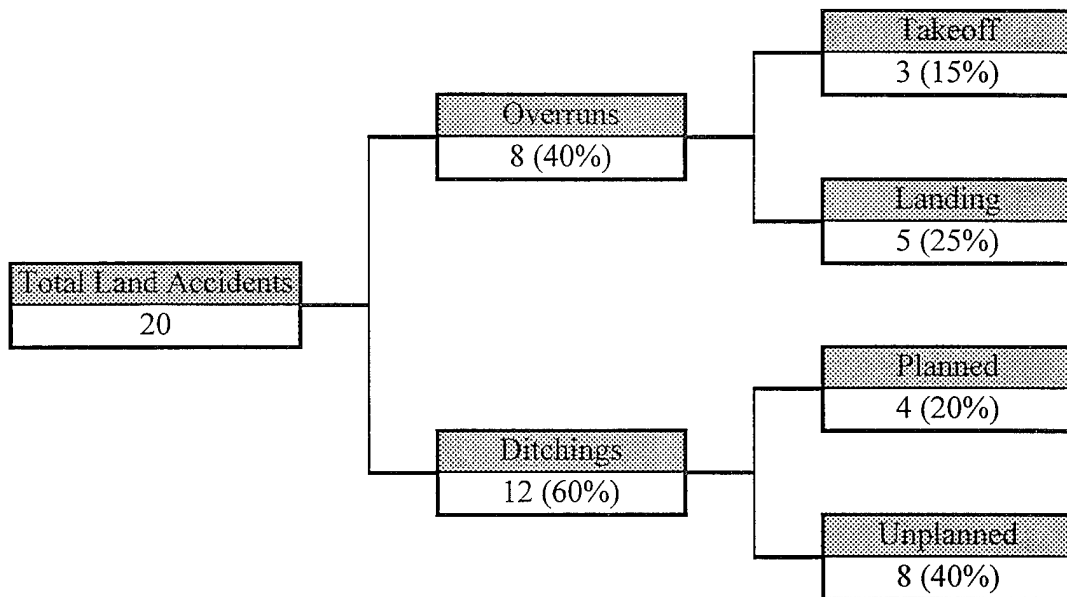 Takeoff
3 (15%)
Overruns
8 (40%)
Landing
5 (25%)
Total Land Accidents
20
Planned
4 (20%)
Ditchings
12 (60%)
Unplanned
8 (40%)